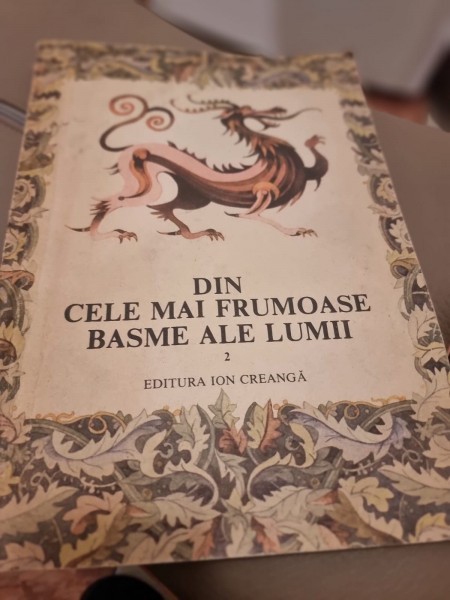 DIN
CELE MAI FRUMOASE
BASME ALE LUMII
2
EDITURA ION CREANGĂ